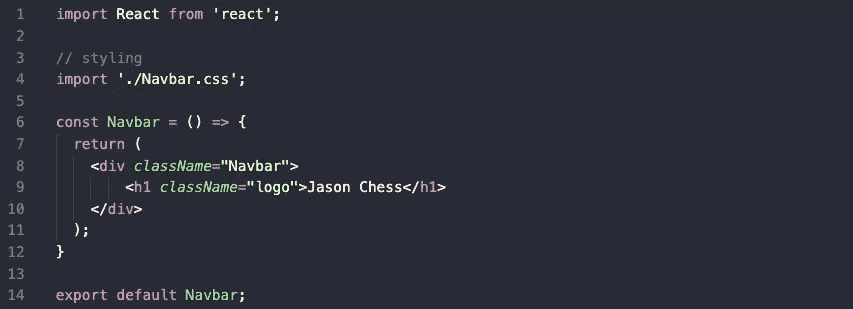 1 import React from 'react';
2
3 // styling
4 import './Navbar.css';
5
6 const Navbar = () => {
7 return (
8 <div className="Navbar">
9 <h1 className="logo">Jason Chess</h1>
10 </div>
11 );
12 }
13
14 export default Navbar;